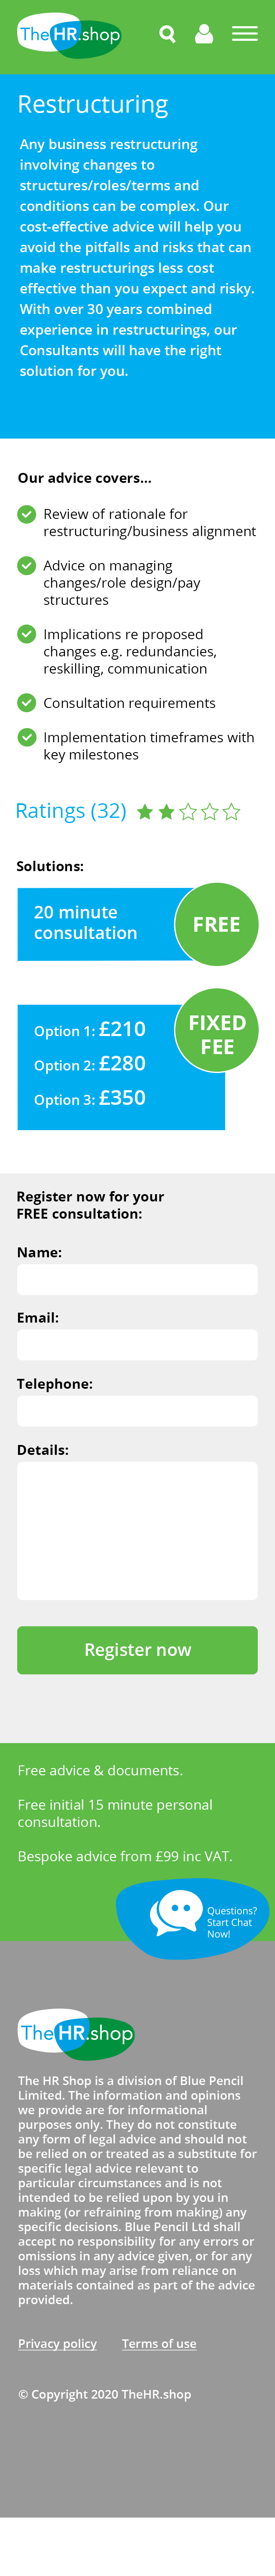 TheHR.shop
Restructuring
Any business restructuring
involving changes to
structures/roles/terms and
conditions can be complex. Our
cost-effective advice will help you
avoid the pitfalls and risks that can
make restructurings less cost
effective than you expect and risky.
With over 30 years combined
experience in restructurings, our
Consultants will have the right
solution for you.
Our advice covers...
Review of rationale for
restructuring/business alignment
Advice on managing
changes/role design/pay
structures
Implications re proposed
changes e.g. redundancies,
reskilling, communication
Consultation requirements
Implementation timeframes with
key milestones
Ratings (32)
Solutions:
20 minute
consultation
FREE
FIXED
FEE
Option 1: £210
Option 2: £280
Option 3: £350
Register now for your
FREE consultation:
Name:
Email:
Telephone:
Details:
Register now
Free advice & documents.
Free initial 15 minute personal
consultation.
Bespoke advice from £99 inc VAT.
Questions?
Start Chat
Now!
TheHR.shop
The HR Shop is a division of Blue Pencil
Limited. The information and opinions
we provide are for informational
purposes only. They do not constitute
any form of legal advice and should not
be relied on or treated as a substitute for
specific legal advice relevant to
particular circumstances and is not
intended to be relied upon by you in
making (or refraining from making) any
specific decisions. Blue Pencil Ltd shall
accept no responsibility for any errors or
omissions in any advice given, or for any
loss which may arise from reliance on
materials contained as part of the advice
provided.
Privacy policy Terms of use
© Copyright 2020 TheHR.shop